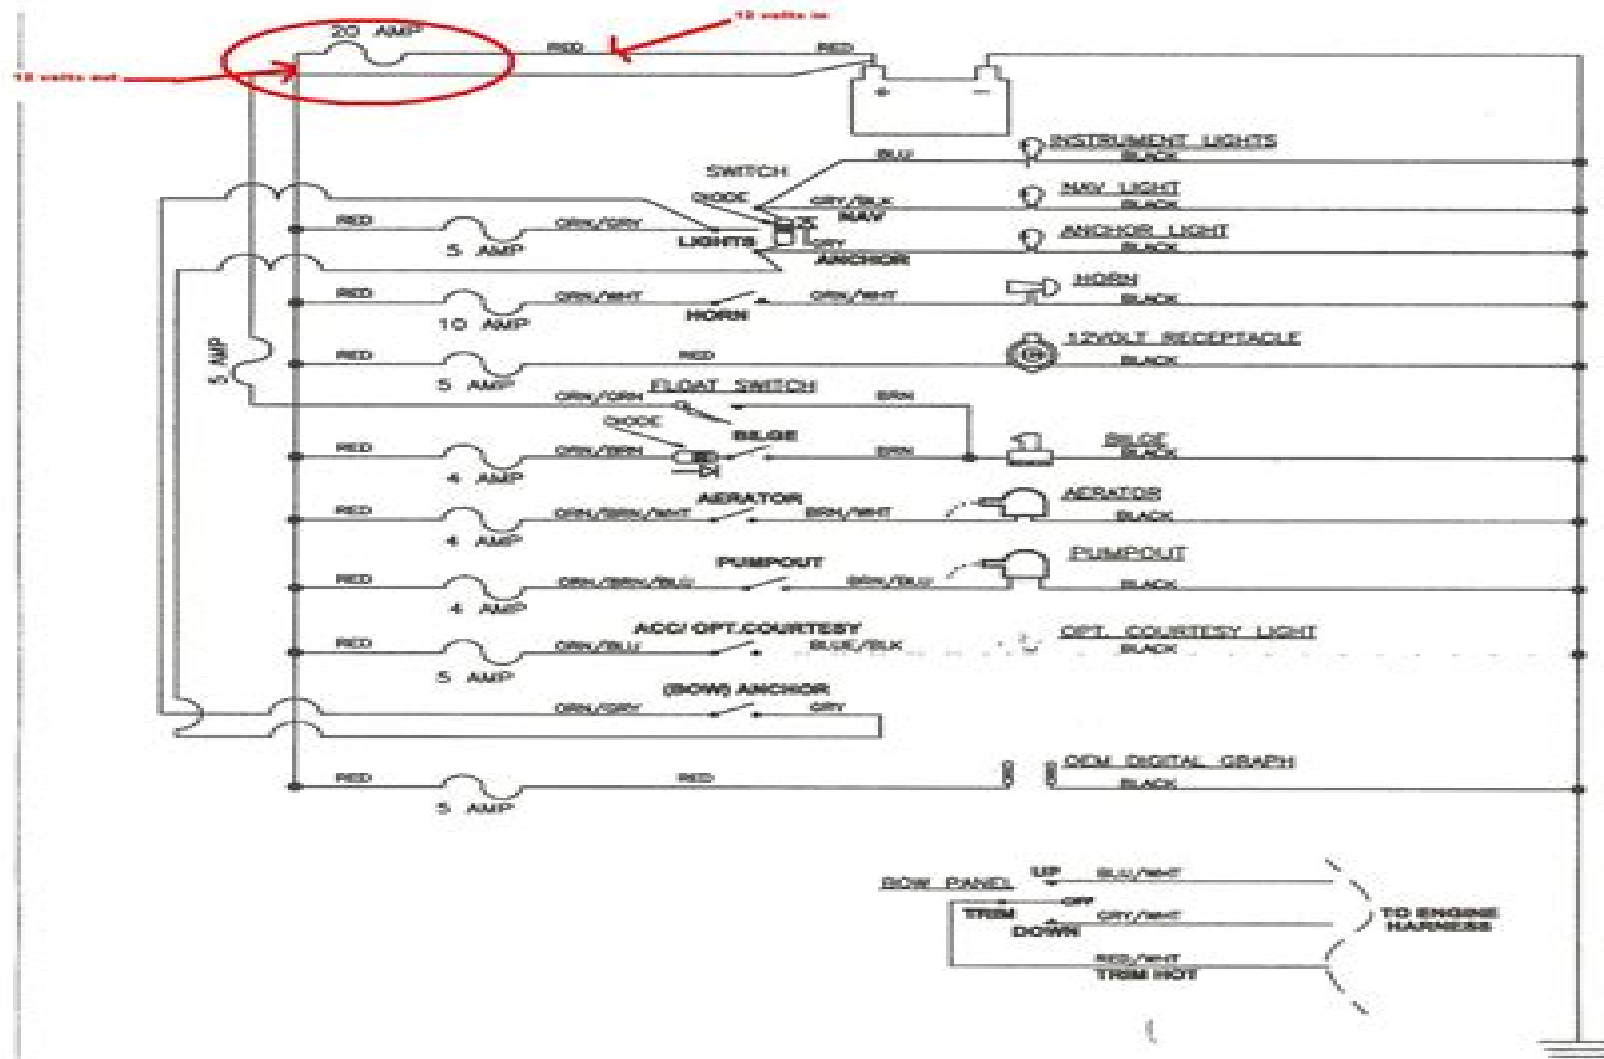 12 volts in
20 AMP
RED RED
12 volts out
+ −
INSTRUMENT LIGHTS
BLU BLACK
SWITCH
NAV LIGHT
DIODE GRY/BLK BLACK
NAV
RED ORN/GRY
5 AMP
LIGHTS GRY
ANCHOR LIGHT
BLACK
ANCHOR
HORN
RED ORN/WHT ORN/WHT BLACK
10 AMP HORN
12VOLT RECEPTACLE
RED RED BLACK
5 AMP
5 AMP
FLOAT SWITCH
ORN/GRN BRN
DIODE
BILGE BILGE
RED ORN/BRN BRN BLACK
4 AMP
AERATOR AERATOR
RED ORN/BRN/WHT BRN/WHT BLACK
4 AMP
PUMPOUT PUMPOUT
RED ORN/BRN/BLU BRN/BLU BLACK
4 AMP
ACC/ OPT.COURTESY OPT. COURTESY LIGHT
RED ORN/BLU BLUE/BLK BLACK
5 AMP
(BOW) ANCHOR
ORN/GRY GRY
OEM DIGITAL GRAPH
RED RED BLACK
5 AMP
BOW PANEL
UP BLU/WHT
OFF
TRIM
DOWN GRY/WHT
TO ENGINE
HARNESS
RED/WHT
TRIM HOT